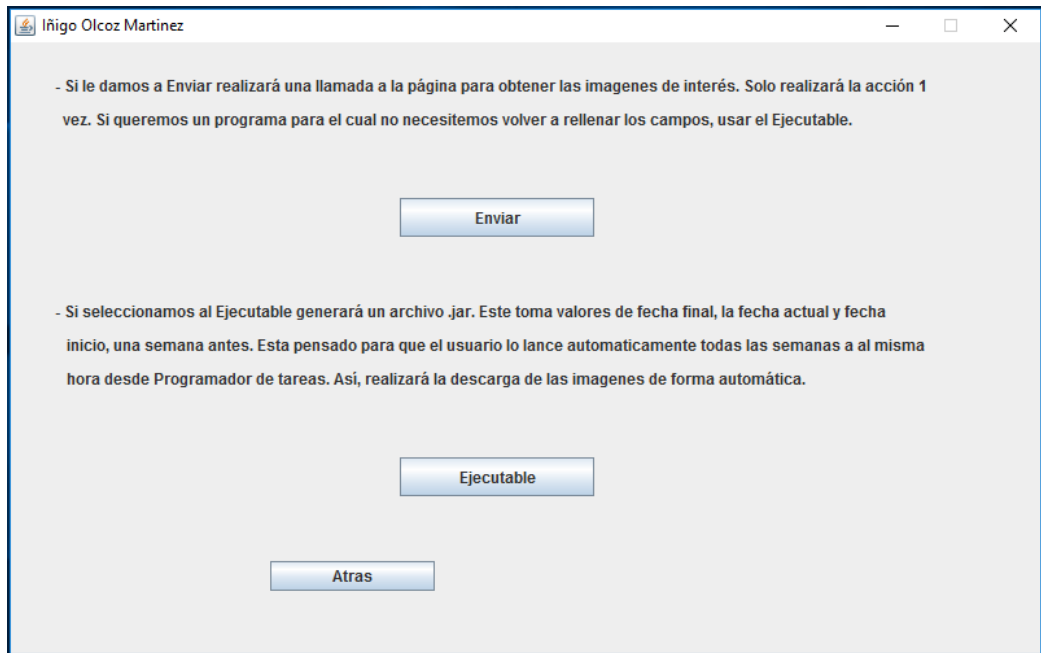 Iñigo Olcoz Martinez
- Si le damos a Enviar realizará una llamada a la página para obtener las imagenes de interés. Solo realizará la acción 1
vez. Si queremos un programa para el cual no necesitemos volver a rellenar los campos, usar el Ejecutable.
Enviar
- Si seleccionamos al Ejecutable generará un archivo .jar. Este toma valores de fecha final, la fecha actual y fecha
inicio, una semana antes. Esta pensado para que el usuario lo lance automaticamente todas las semanas a al misma
hora desde Programador de tareas. Así, realizará la descarga de las imagenes de forma automática.
Ejecutable
Atras